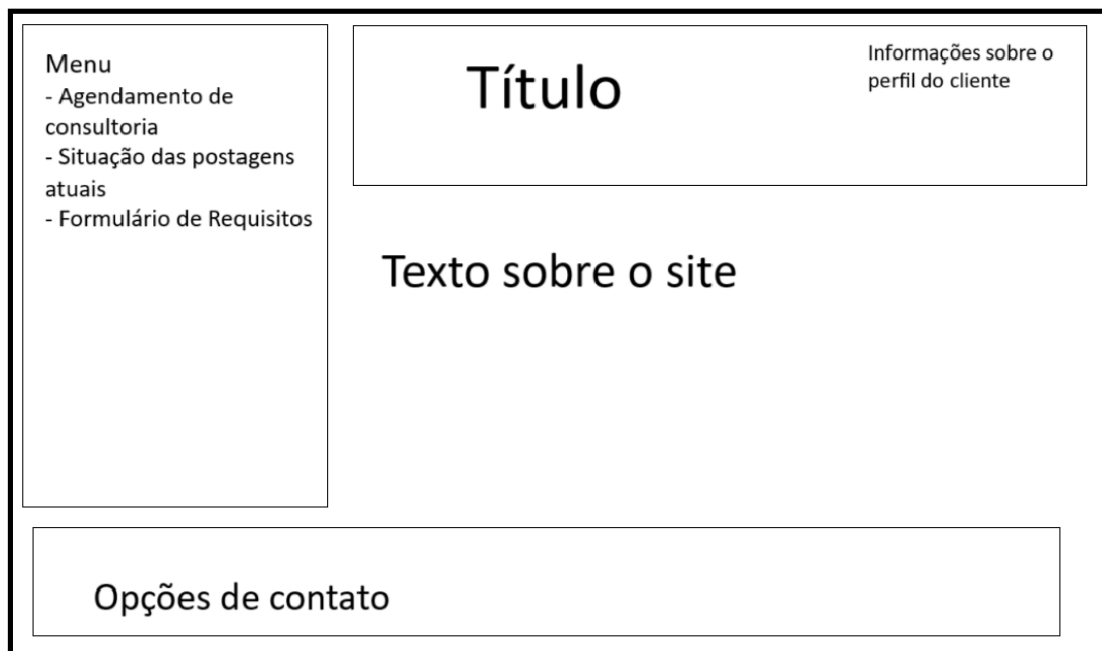 Menu
- Agendamento de
consultoria
- Situação das postagens
atuais
- Formulário de Requisitos
Título
Informações sobre o
perfil do cliente
Texto sobre o site
Opções de contato